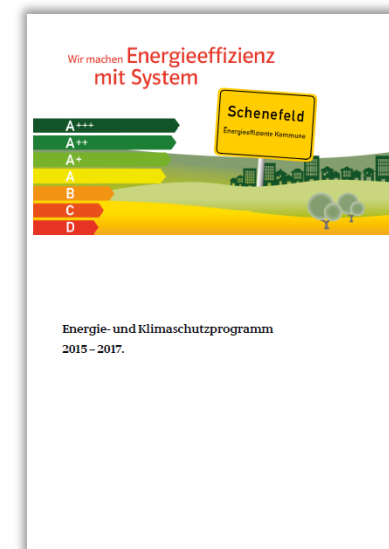 Wir machen Energieeffizienz
mit System
Schenefeld
Energieeffiziente Kommune
A+++
A++
A+
A
B
C
D
Energie- und Klimaschutzprogramm
2015 – 2017.